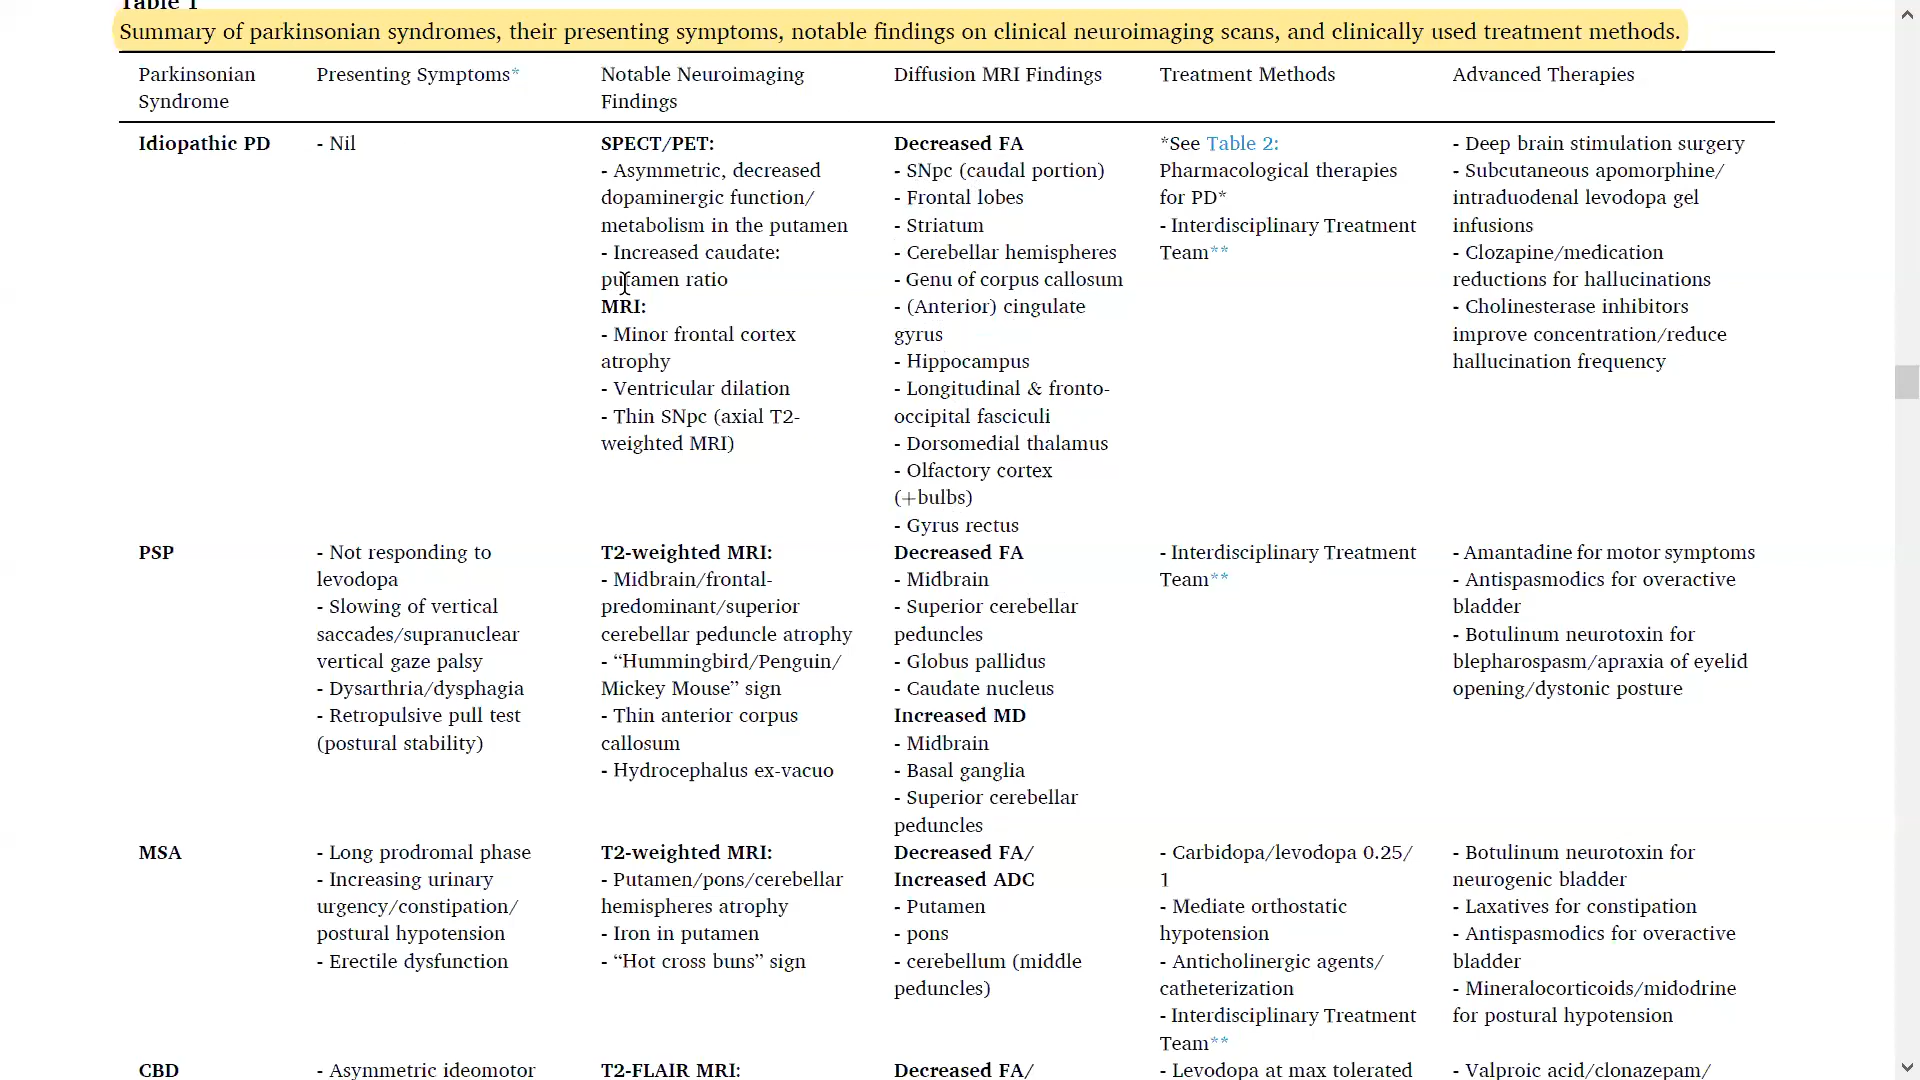 Table 1
Summary of parkinsonian syndromes, their presenting symptoms, notable findings on clinical neuroimaging scans, and clinically used treatment methods.
Parkinsonian
Syndrome
Presenting Symptoms*
Notable Neuroimaging
Findings
Diffusion MRI Findings
Treatment Methods
Advanced Therapies
Idiopathic PD
- Nil
SPECT/PET:
- Asymmetric, decreased
dopaminergic function/
metabolism in the putamen
- Increased caudate:
putamen ratio
MRI:
- Minor frontal cortex
atrophy
- Ventricular dilation
- Thin SNpc (axial T2-
weighted MRI)
Decreased FA
- SNpc (caudal portion)
- Frontal lobes
- Striatum
- Cerebellar hemispheres
- Genu of corpus callosum
- (Anterior) cingulate
gyrus
- Hippocampus
- Longitudinal & fronto-
occipital fasciculi
- Dorsomedial thalamus
- Olfactory cortex
(+bulbs)
- Gyrus rectus
*See Table 2:
Pharmacological therapies
for PD*
- Interdisciplinary Treatment
Team**
- Deep brain stimulation surgery
- Subcutaneous apomorphine/
intraduodenal levodopa gel
infusions
- Clozapine/medication
reductions for hallucinations
- Cholinesterase inhibitors
improve concentration/reduce
hallucination frequency
PSP
- Not responding to
levodopa
- Slowing of vertical
saccades/supranuclear
vertical gaze palsy
- Dysarthria/dysphagia
- Retropulsive pull test
(postural stability)
T2-weighted MRI:
- Midbrain/frontal-
predominant/superior
cerebellar peduncle atrophy
- “Hummingbird/Penguin/
Mickey Mouse” sign
- Thin anterior corpus
callosum
- Hydrocephalus ex-vacuo
Decreased FA
- Midbrain
- Superior cerebellar
peduncles
- Globus pallidus
- Caudate nucleus
Increased MD
- Midbrain
- Basal ganglia
- Superior cerebellar
peduncles
- Interdisciplinary Treatment
Team**
- Amantadine for motor symptoms
- Antispasmodics for overactive
bladder
- Botulinum neurotoxin for
blepharospasm/apraxia of eyelid
opening/dystonic posture
MSA
- Long prodromal phase
- Increasing urinary
urgency/constipation/
postural hypotension
- Erectile dysfunction
T2-weighted MRI:
- Putamen/pons/cerebellar
hemispheres atrophy
- Iron in putamen
- “Hot cross buns” sign
Decreased FA/
Increased ADC
- Putamen
- pons
- cerebellum (middle
peduncles)
- Carbidopa/levodopa 0.25/
1
- Mediate orthostatic
hypotension
- Anticholinergic agents/
catheterization
- Interdisciplinary Treatment
Team**
- Botulinum neurotoxin for
neurogenic bladder
- Laxatives for constipation
- Antispasmodics for overactive
bladder
- Mineralocorticoids/midodrine
for postural hypotension
CBD
- Asymmetric ideomotor
T2-FLAIR MRI:
Decreased FA/
- Levodopa at max tolerated
- Valproic acid/clonazepam/